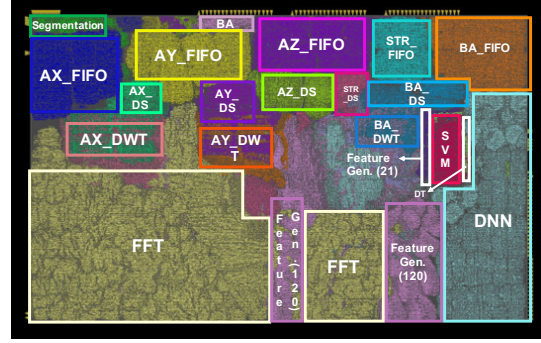 Segmentation
BA
AX_FIFO
AY_FIFO
AZ_FIFO
STR_
FIFO
BA_FIFO
AX_
DS
AY_
DS
AZ_DS
STR
_DS
BA_
DS
AX_DWT
AY_DW
T
BA_
DWT
SVM
Feature
Gen. (21)
DT
DNN
FFT
Feature
Gen.(120)
FFT
Feature
Gen.
(120)